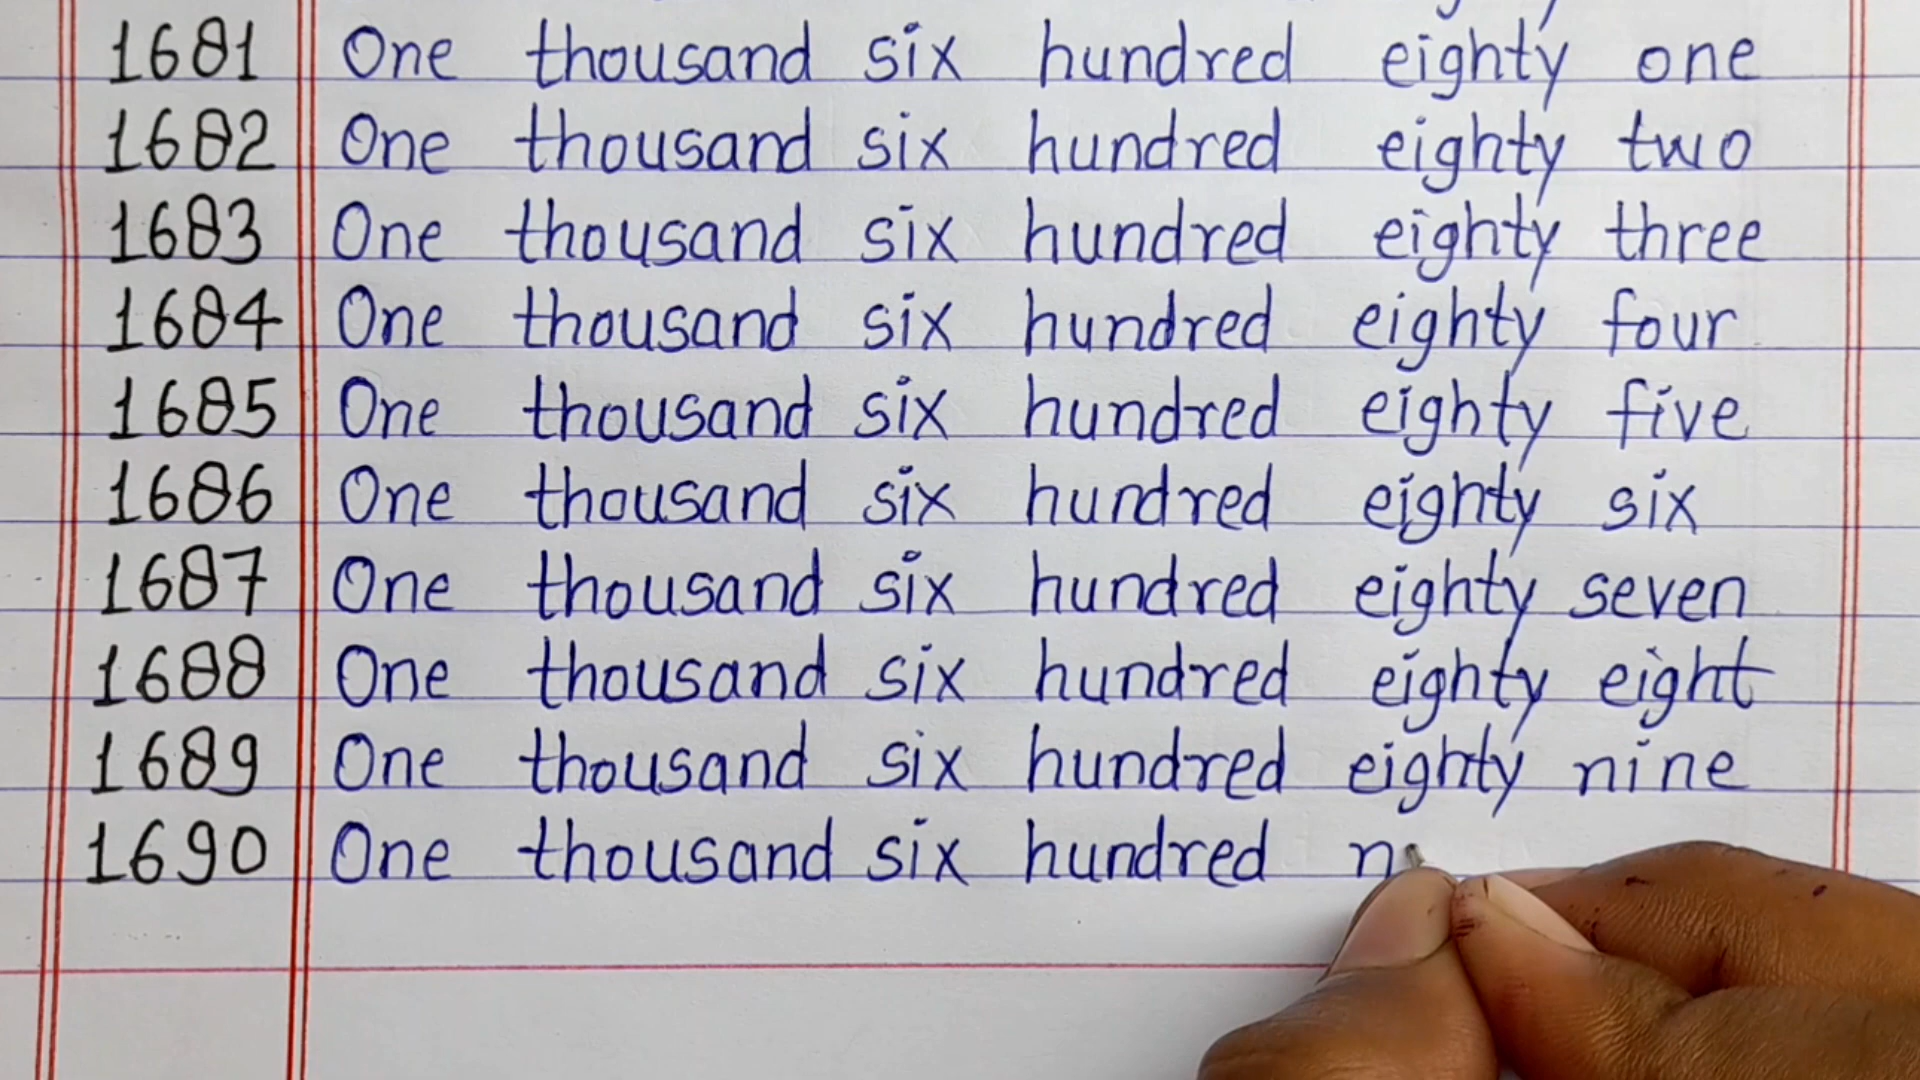 1681 One thousand six hundred eighty one
1682 One thousand six hundred eighty two
1683 One thousand six hundred eighty three
1684 One thousand six hundred eighty four
1685 One thousand six hundred eighty five
1686 One thousand six hundred eighty six
1687 One thousand six hundred eighty seven
1688 One thousand six hundred eighty eight
1689 One thousand six hundred eighty nine
1690 One thousand six hundred n